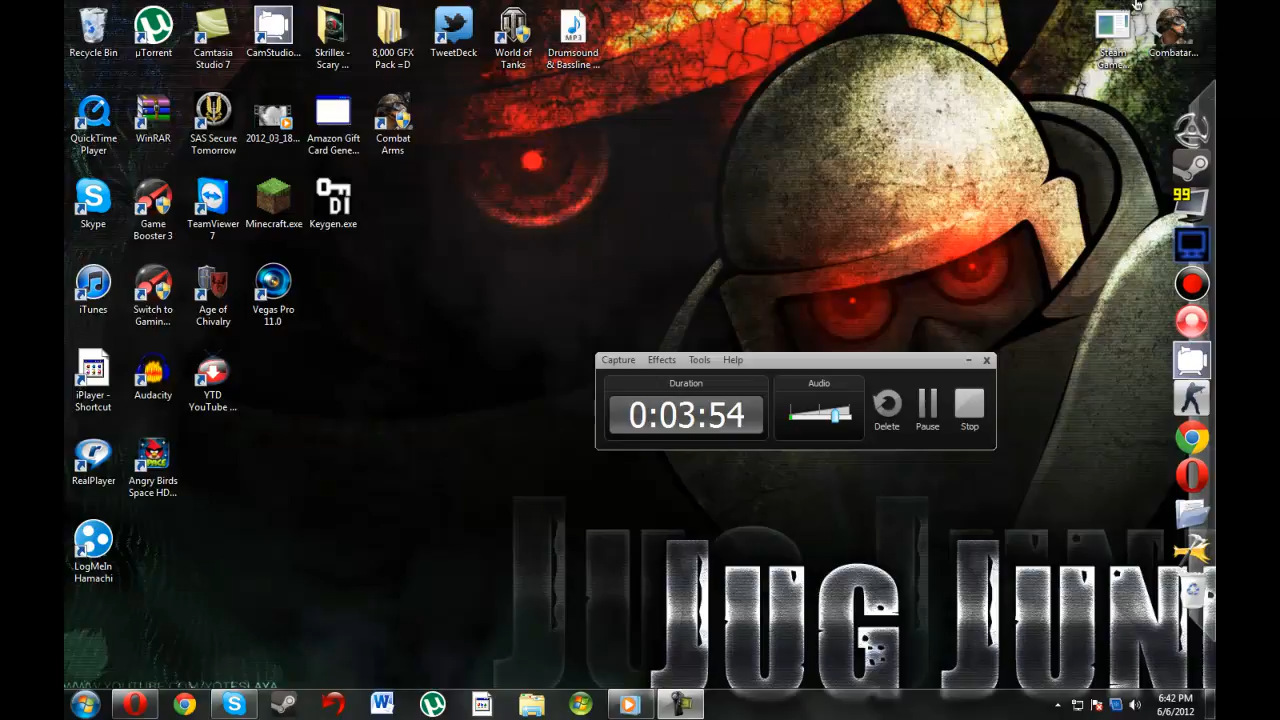 Recycle Bin
µTorrent
Camtasia
Studio 7
CamStudio...
Skrillex -
Scary ...
8,000 GFX
Pack =D
TweetDeck
World of
Tanks
MP3
Drumsound
& Bassline ...
Steam
Game...
Combatar...
QuickTime
Player
WinRAR
SAS Secure
Tomorrow
2012_03_18...
Amazon Gift
Card Gene...
Combat
Arms
Skype
Game
Booster 3
TeamViewer
7
Minecraft.exe
Keygen.exe
99
iTunes
Switch to
Gamin...
Age of
Chivalry
Vegas Pro
11.0
Capture Effects Tools Help
Duration
Audio
0:03:54
Delete
Pause
Stop
iPlayer -
Shortcut
Audacity
YTD
YouTube ...
RealPlayer
Angry Birds
Space HD...
LogMeIn
Hamachi
JUG JUN
6:42 PM
6/6/2012